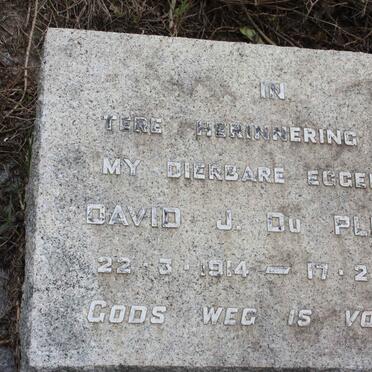 IN
TERE HERINNERING
MY DIERBARE EGGE
DAVID J. DU PL
22·3·1914 — 17·2
GODS WEG IS VO